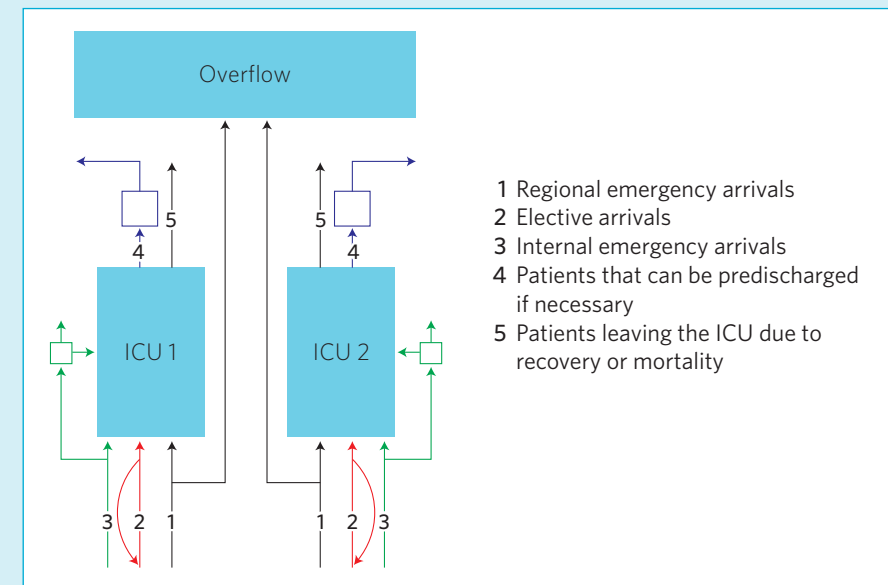 Overflow
5
4
5
4
ICU 1
ICU 2
3 2 1
1 2 3
1 Regional emergency arrivals
2 Elective arrivals
3 Internal emergency arrivals
4 Patients that can be predischarged
if necessary
5 Patients leaving the ICU due to
recovery or mortality